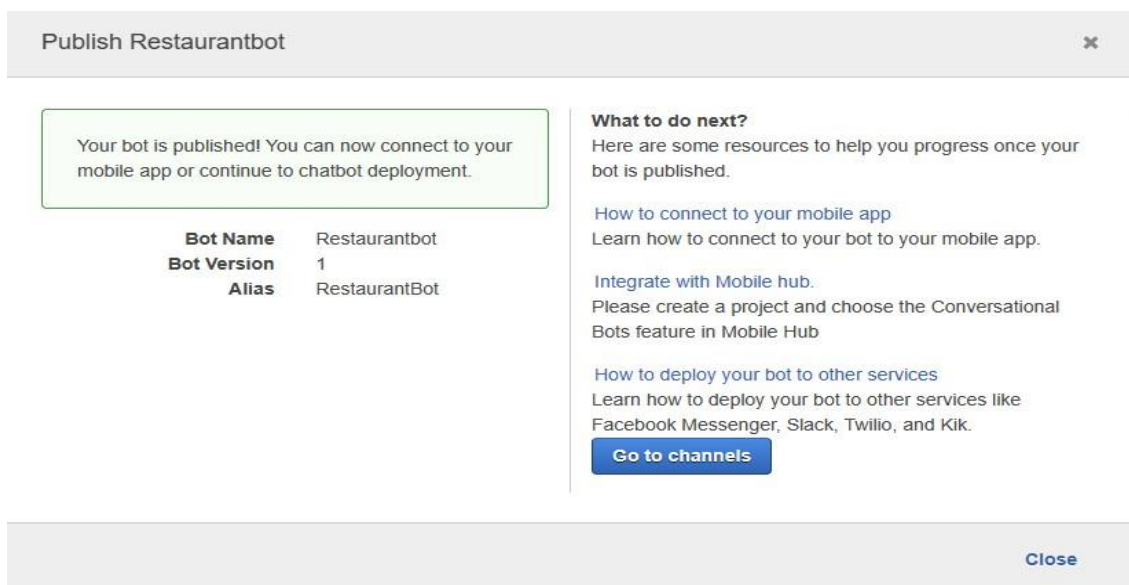 Publish Restaurantbot
Your bot is published! You can now connect to your
mobile app or continue to chatbot deployment.
Bot Name Restaurantbot
Bot Version 1
Alias RestaurantBot
What to do next?
Here are some resources to help you progress once your
bot is published.
How to connect to your mobile app
Learn how to connect to your bot to your mobile app.
Integrate with Mobile hub.
Please create a project and choose the Conversational
Bots feature in Mobile Hub
How to deploy your bot to other services
Learn how to deploy your bot to other services like
Facebook Messenger, Slack, Twilio, and Kik.
Go to channels
Close